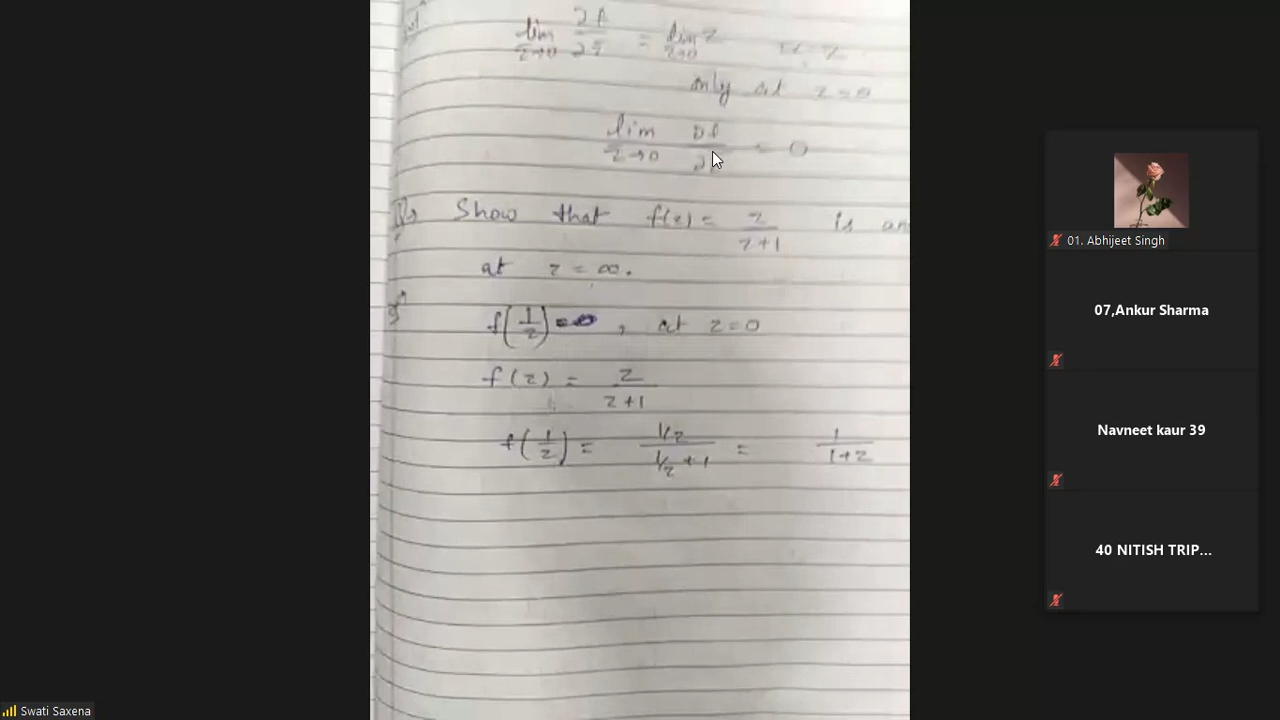 lim ∂f/∂z̄ = lim z
z→0 z→0
only at z=0
lim ∂f/∂z̄ = 0
z→0
Show that f(z) = z/(z+1) is an
at z = ∞.
f(1/z) , at z=0
f(z) = z/(z+1)
f(1/z) = (1/z)/(1/z + 1) = 1/(1+z)
01. Abhijeet Singh
07,Ankur Sharma
Navneet kaur 39
40 NITISH TRIP...
Swati Saxena